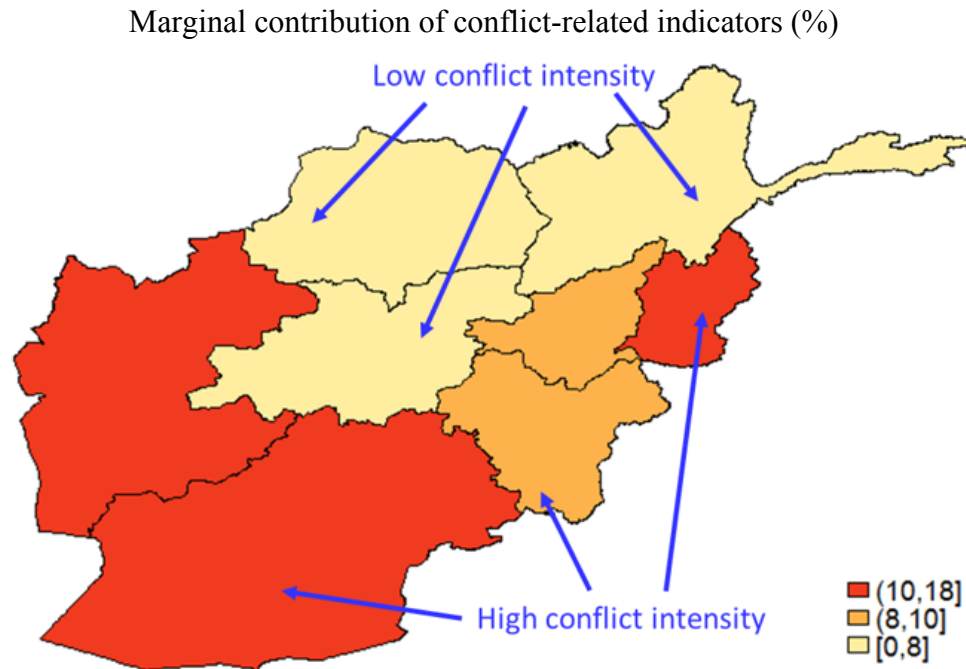 Marginal contribution of conflict-related indicators (%)
Low conflict intensity
High conflict intensity
(10,18]
(8,10]
[0,8]